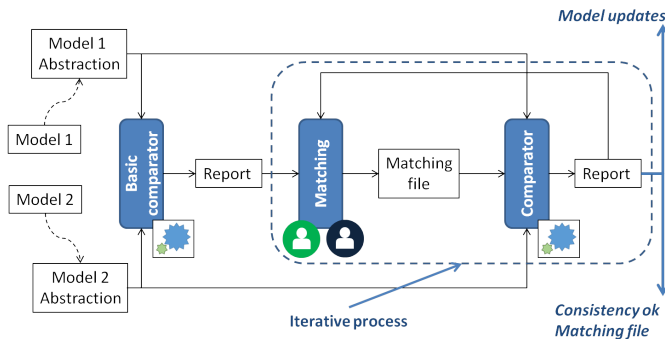 Model updates
Model 1
Abstraction
Model 1
Basic
comparator
Report
Matching
Matching
file
Comparator
Report
Model 2
Model 2
Abstraction
Iterative process
Consistency ok
Matching file